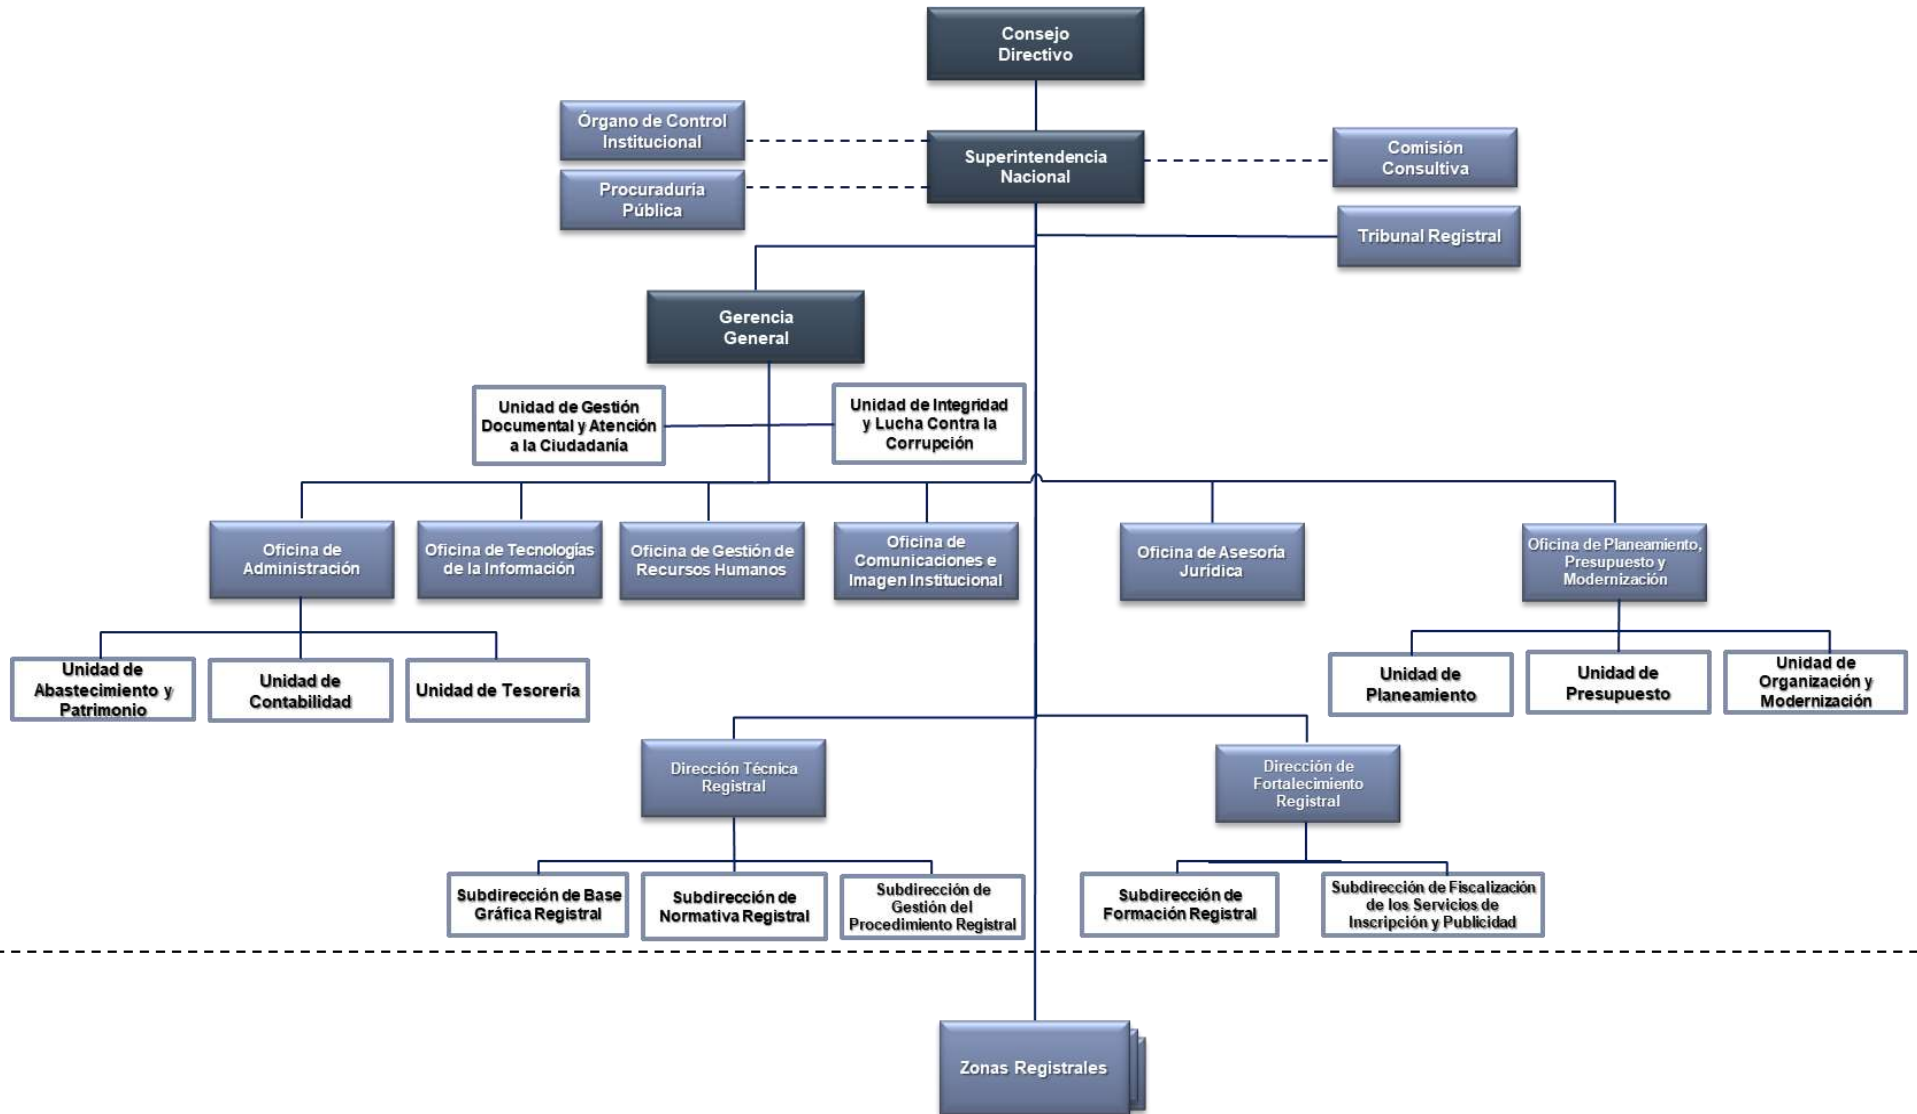 Consejo
Directivo
Órgano de Control
Institucional
Superintendencia
Nacional
Comisión
Consultiva
Procuraduría
Pública
Tribunal Registral
Gerencia
General
Unidad de Gestión
Documental y Atención
a la Ciudadanía
Unidad de Integridad
y Lucha Contra la
Corrupción
Oficina de
Administración
Oficina de Tecnologías
de la Información
Oficina de Gestión de
Recursos Humanos
Oficina de
Comunicaciones e
Imagen Institucional
Oficina de Asesoría
Jurídica
Oficina de Planeamiento,
Presupuesto y
Modernización
Unidad de
Abastecimiento y
Patrimonio
Unidad de
Contabilidad
Unidad de Tesorería
Unidad de
Planeamiento
Unidad de
Presupuesto
Unidad de
Organización y
Modernización
Dirección Técnica
Registral
Dirección de
Fortalecimiento
Registral
Subdirección de Base
Gráfica Registral
Subdirección de
Normativa Registral
Subdirección de
Gestión del
Procedimiento Registral
Subdirección de
Formación Registral
Subdirección de Fiscalización
de los Servicios de
Inscripción y Publicidad
Zonas Registrales